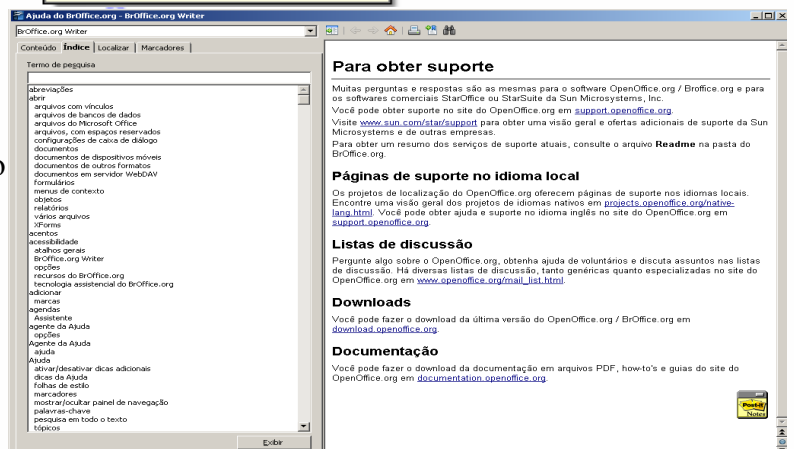 Ajuda do BrOffice.org - BrOffice.org Writer
BrOffice.org Writer
Conteúdo Índice Localizar Marcadores
Termo de pesquisa
abreviações
abrir
arquivos com vínculos
arquivos de bancos de dados
arquivos do Microsoft Office
arquivos, com espaços reservados
configurações de caixa de diálogo
documentos
documentos de dispositivos móveis
documentos de outros formatos
documentos em servidor WebDAV
formulários
menus de contexto
objetos
relatórios
vários arquivos
XForms
acentos
acessibilidade
atalhos gerais
BrOffice.org Writer
opções
recursos do BrOffice.org
tecnologia assistencial do BrOffice.org
adicionar
marcas
agendas
Assistente
agente da Ajuda
opções
Agente da Ajuda
ajuda
Ajuda
ativar/desativar dicas adicionais
dicas da Ajuda
folhas de estilo
marcadores
mostrar/ocultar painel de navegação
palavras-chave
pesquisa em todo o texto
tópicos
Exibir
Para obter suporte
Muitas perguntas e respostas são as mesmas para o software OpenOffice.org / Broffice.org e para
os softwares comerciais StarOffice ou StarSuite da Sun Microsystems, Inc.
Você pode obter suporte no site do OpenOffice.org em support.openoffice.org.
Visite www.sun.com/star/support para obter uma visão geral e ofertas adicionais de suporte da Sun
Microsystems e de outras empresas.
Para obter um resumo dos serviços de suporte atuais, consulte o arquivo Readme na pasta do
BrOffice.org.
Páginas de suporte no idioma local
Os projetos de localização do OpenOffice.org oferecem páginas de suporte nos idiomas locais.
Encontre uma visão geral dos projetos de idiomas nativos em projects.openoffice.org/native-
lang.html. Você pode obter ajuda e suporte no idioma inglês no site do OpenOffice.org em
support.openoffice.org.
Listas de discussão
Pergunte algo sobre o OpenOffice.org, obtenha ajuda de voluntários e discuta assuntos nas listas
de discussão. Há diversas listas de discussão, tanto genéricas quanto especializadas no site do
OpenOffice.org em www.openoffice.org/mail_list.html.
Downloads
Você pode fazer o download da última versão do OpenOffice.org / BrOffice.org em
download.openoffice.org.
Documentação
Você pode fazer o download da documentação em arquivos PDF, how-to's e guias do site do
OpenOffice.org em documentation.openoffice.org.
Post-it
Notes